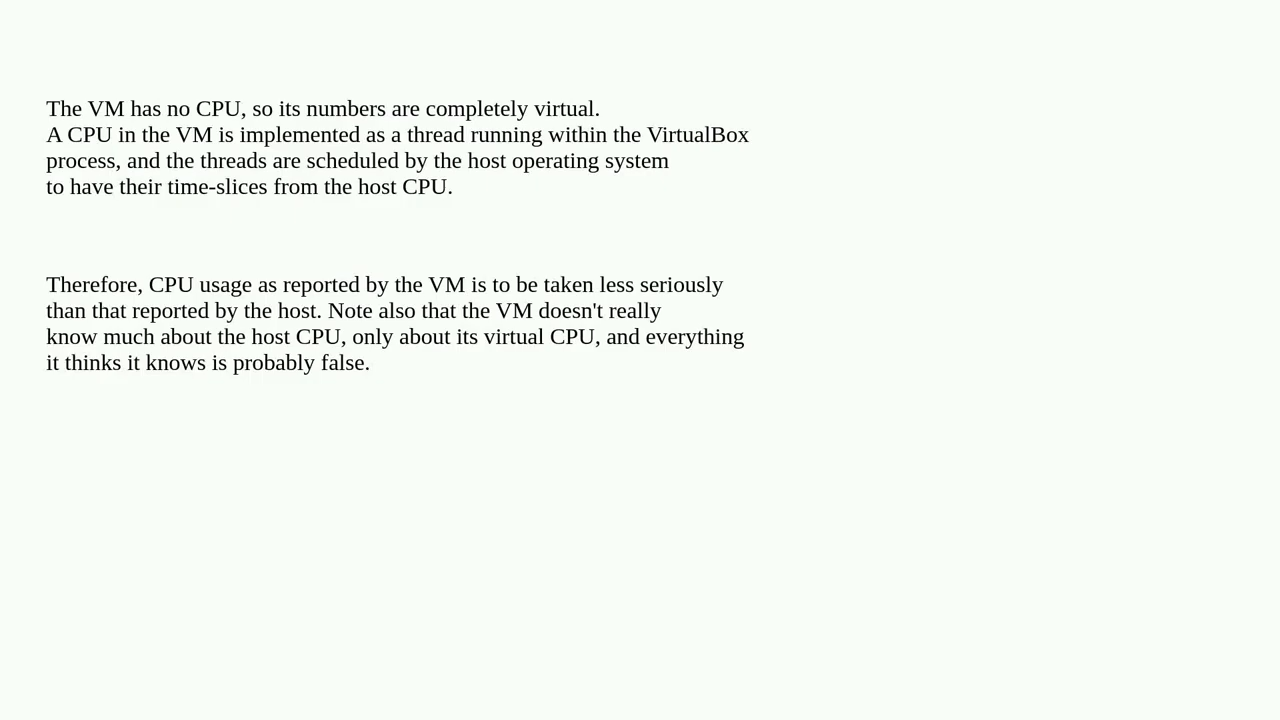 The VM has no CPU, so its numbers are completely virtual.
A CPU in the VM is implemented as a thread running within the VirtualBox
process, and the threads are scheduled by the host operating system
to have their time-slices from the host CPU.
Therefore, CPU usage as reported by the VM is to be taken less seriously
than that reported by the host. Note also that the VM doesn't really
know much about the host CPU, only about its virtual CPU, and everything
it thinks it knows is probably false.